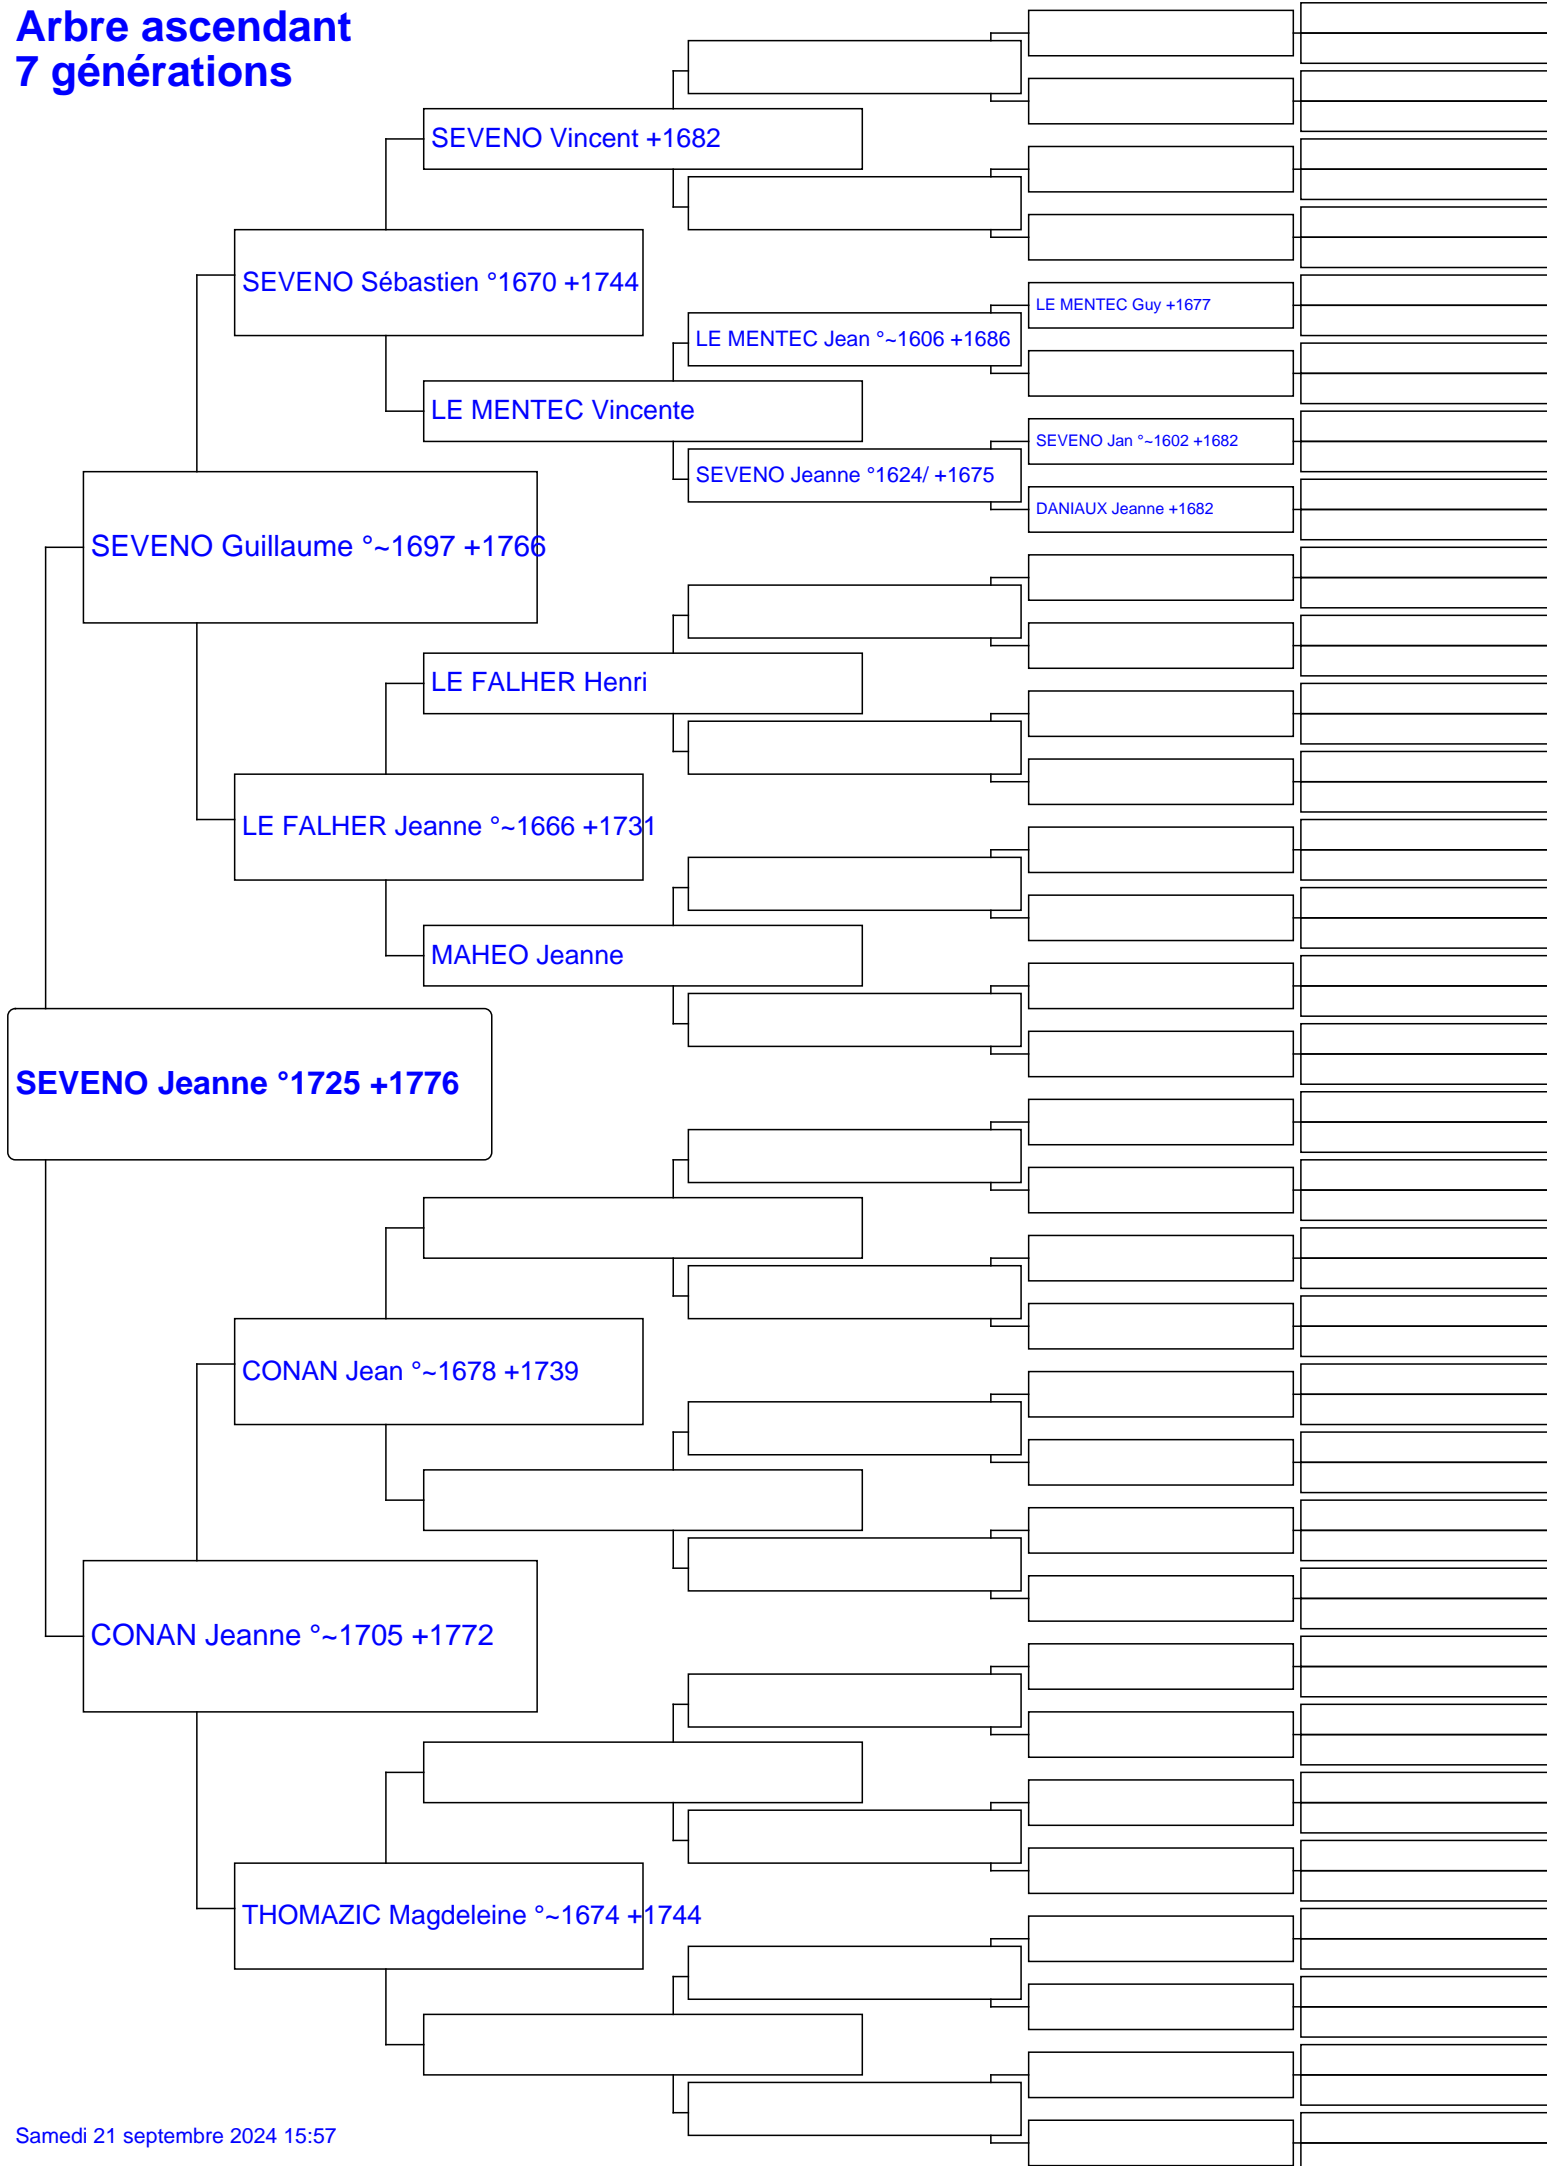 Arbre ascendant
7 générations
SEVENO Vincent +1682
SEVENO Sébastien °1670 +1744
LE MENTEC Guy +1677
LE MENTEC Jean °~1606 +1686
LE MENTEC Vincente
SEVENO Jan °~1602 +1682
SEVENO Jeanne °1624/ +1675
DANIAUX Jeanne +1682
SEVENO Guillaume °~1697 +1766
LE FALHER Henri
LE FALHER Jeanne °~1666 +1731
MAHEO Jeanne
SEVENO Jeanne °1725 +1776
CONAN Jean °~1678 +1739
CONAN Jeanne °~1705 +1772
THOMAZIC Magdeleine °~1674 +1744
Samedi 21 septembre 2024 15:57